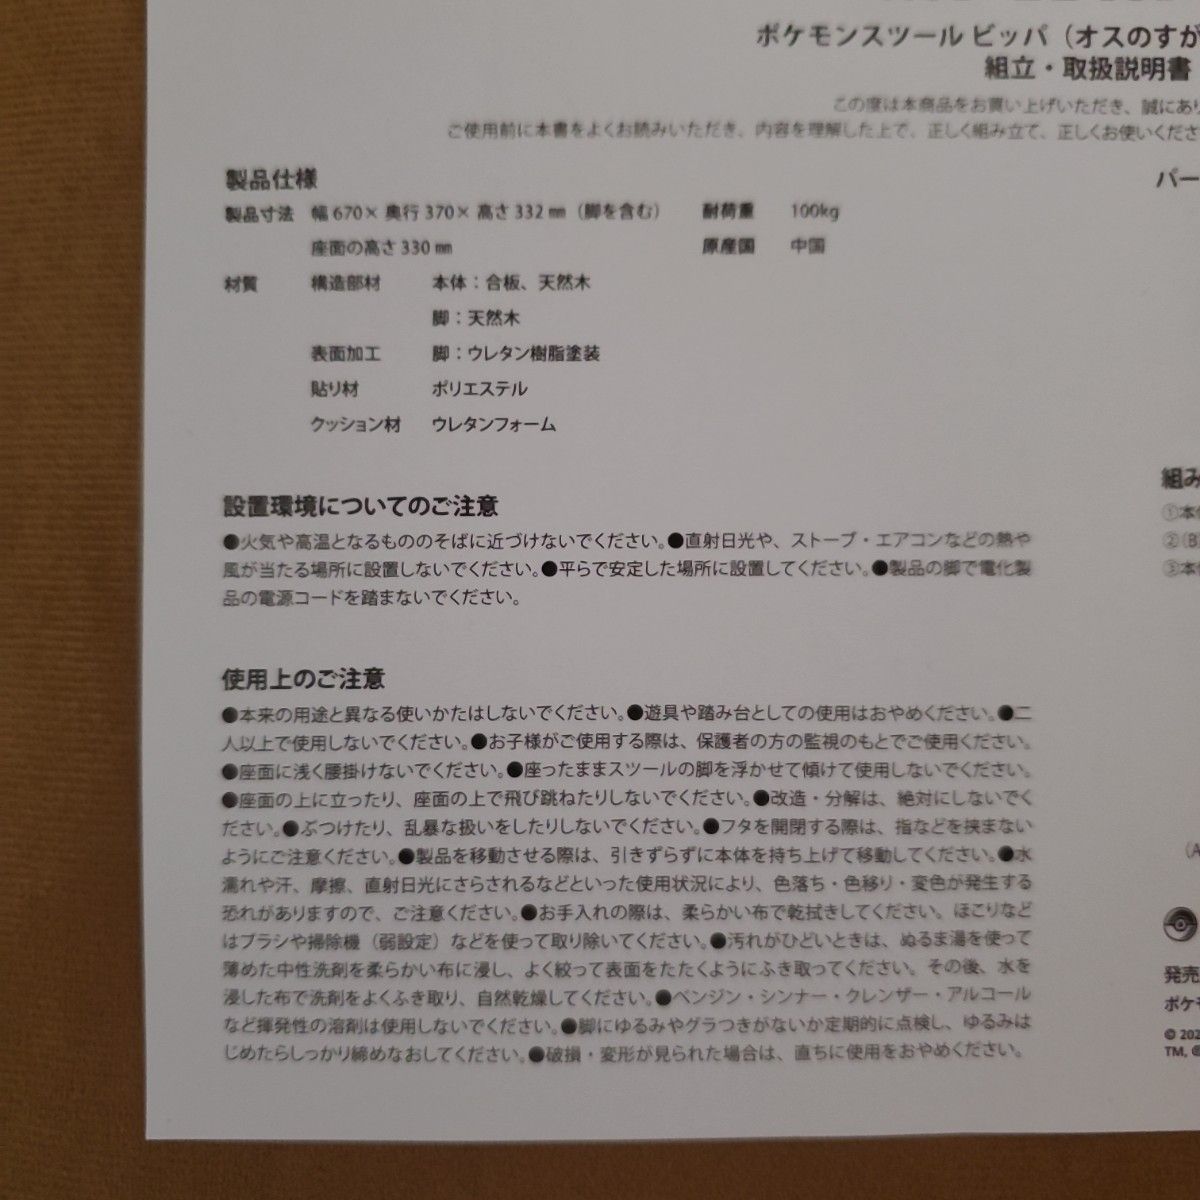 ポケモンスツール ビッパ（オスのすが
組立・取扱説明書
この度は本商品をお買い上げいただき、誠にあり
ご使用前に本書をよくお読みいただき、内容を理解した上で、正しく組み立て、正しくお使いくださ
製品仕様
製品寸法 幅 670× 奥行 370× 高さ 332 ㎜（脚を含む） 耐荷重 100kg
座面の高さ 330 ㎜ 原産国 中国
材質 構造部材 本体：合板、天然木
脚：天然木
表面加工 脚：ウレタン樹脂塗装
貼り材 ポリエステル
クッション材 ウレタンフォーム
設置環境についてのご注意
●火気や高温となるもののそばに近づけないでください。●直射日光や、ストーブ・エアコンなどの熱や
風が当たる場所に設置しないでください。●平らで安定した場所に設置してください。●製品の脚で電化製
品の電源コードを踏まないでください。
使用上のご注意
●本来の用途と異なる使いかたはしないでください。●遊具や踏み台としての使用はおやめください。●二
人以上で使用しないでください。●お子様がご使用する際は、保護者の方の監視のもとでご使用ください。
●座面に浅く腰掛けないでください。●座ったままスツールの脚を浮かせて傾けて使用しないでください。
●座面の上に立ったり、座面の上で飛び跳ねたりしないでください。●改造・分解は、絶対にしないでく
ださい。●ぶつけたり、乱暴な扱いをしたりしないでください。●フタを開閉する際は、指などを挟まない
ようにご注意ください。●製品を移動させる際は、引きずらずに本体を持ち上げて移動してください。●水
濡れや汗、摩擦、直射日光にさらされるなどといった使用状況により、色落ち・色移り・変色が発生する
恐れがありますので、ご注意ください。●お手入れの際は、柔らかい布で乾拭きしてください。ほこりなど
はブラシや掃除機（弱設定）などを使って取り除いてください。●汚れがひどいときは、ぬるま湯を使って
薄めた中性洗剤を柔らかい布に浸し、よく絞って表面をたたくようにふき取ってください。その後、水を
浸した布で洗剤をよくふき取り、自然乾燥してください。●ベンジン・シンナー・クレンザー・アルコール
など揮発性の溶剤は使用しないでください。●脚にゆるみやグラつきがないか定期的に点検し、ゆるみは
じめたらしっかり締めなおしてください。●破損・変形が見られた場合は、直ちに使用をおやめください。
パー
組み
①本体
②（B）
③本体
（A
発売
ポケモ
© 202
TM, ©